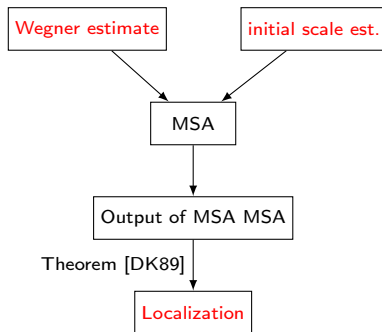 Wegner estimate
initial scale est.
MSA
Output of MSA MSA
Theorem [DK89]
Localization